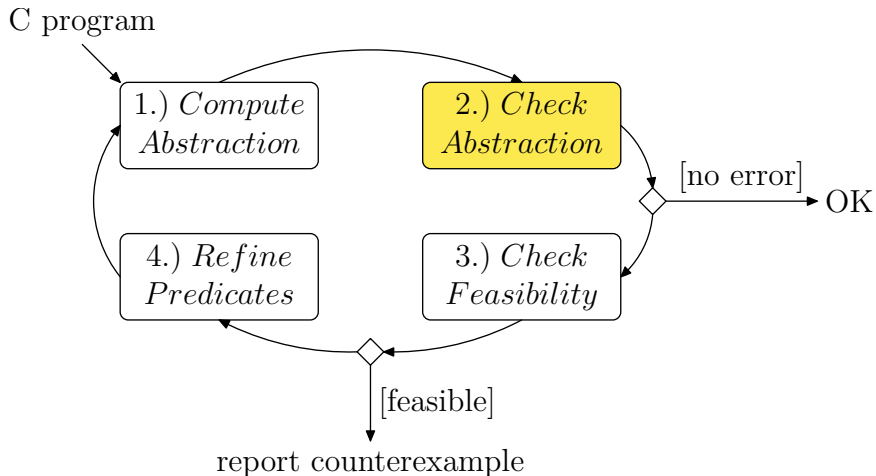 C program
1.) Compute
Abstraction
2.) Check
Abstraction
[no error]
OK
4.) Refine
Predicates
3.) Check
Feasibility
[feasible]
report counterexample